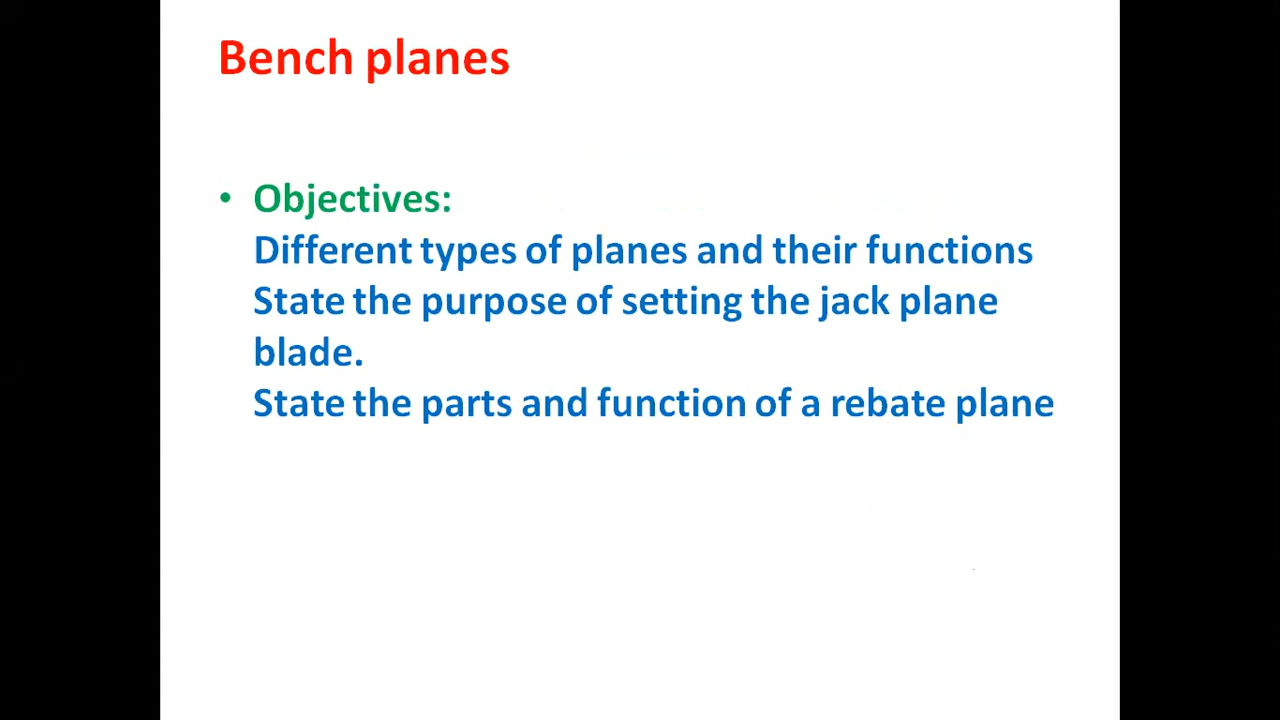 Bench planes
• Objectives:
Different types of planes and their functions
State the purpose of setting the jack plane
blade.
State the parts and function of a rebate plane